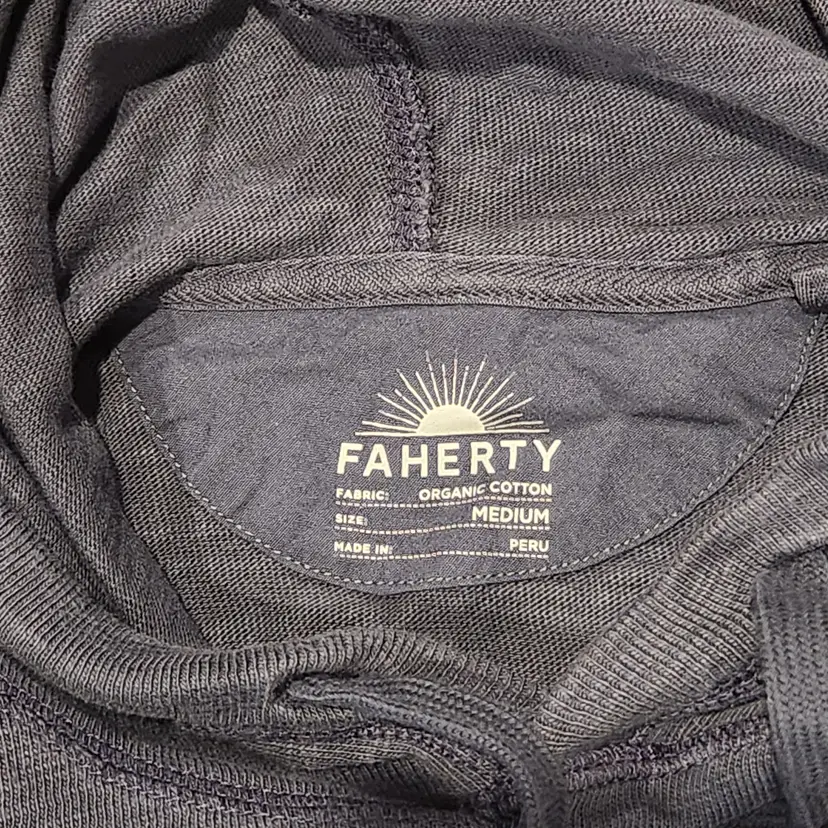 FAHERTY
FABRIC: ORGANIC COTTON
SIZE: MEDIUM
MADE IN: PERU